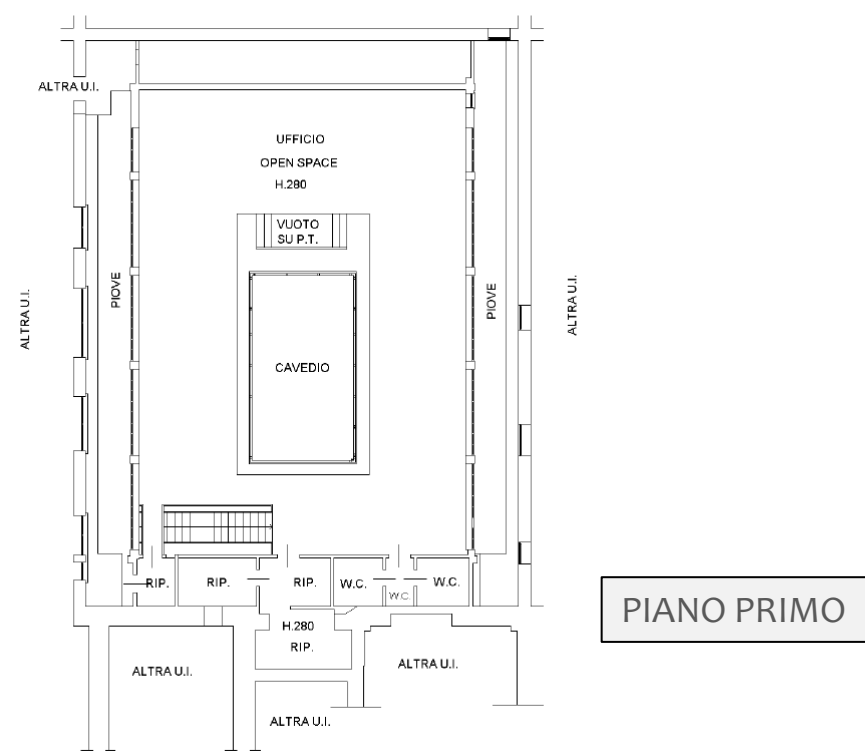 ALTRA U.I.
UFFICIO
OPEN SPACE
H.280
VUOTO
SU P.T.
PIOVE
PIOVE
ALTRA U.I.
ALTRA U.I.
CAVEDIO
RIP.
RIP.
RIP.
W.C.
W.C.
W.C.
H.280
RIP.
PIANO PRIMO
ALTRA U.I.
ALTRA U.I.
ALTRA U.I.